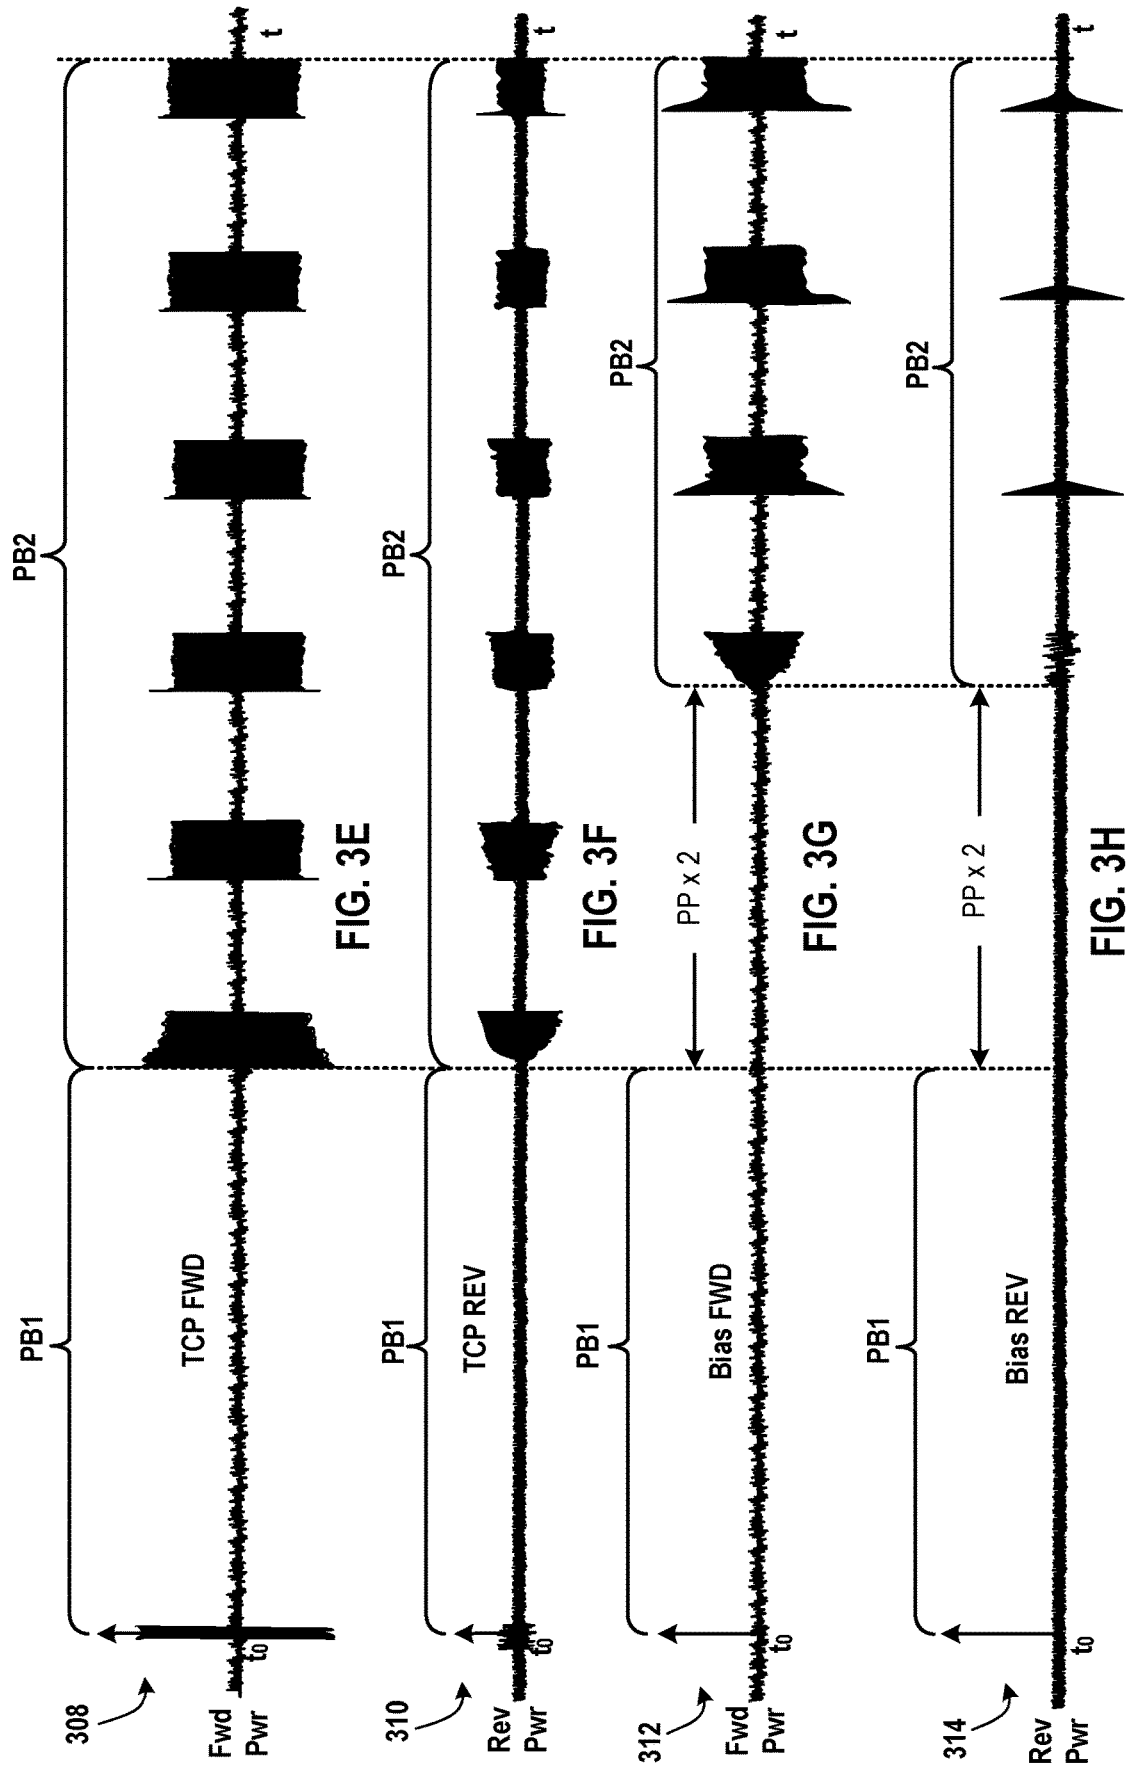 308
Fwd
Pwr
t0
PB1
TCP FWD
PB2
t
FIG. 3E
310
Rev
Pwr
t0
PB1
TCP REV
PB2
t
FIG. 3F
312
Fwd
Pwr
t0
PB1
Bias FWD
PP x 2
PB2
t
FIG. 3G
314
Rev
Pwr
t0
PB1
Bias REV
PP x 2
PB2
t
FIG. 3H